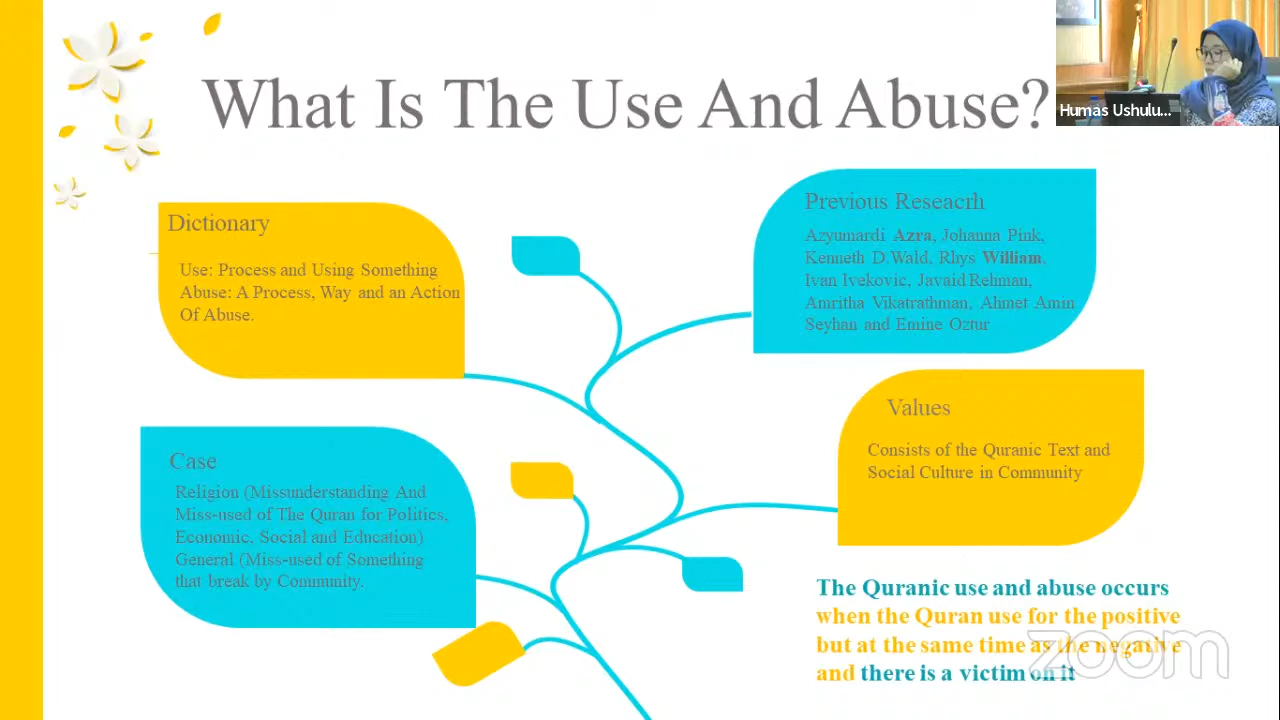 What Is The Use And Abuse?
Humas Ushulu...
Dictionary
Use: Process and Using Something
Abuse: A Process, Way and an Action
Of Abuse.
Previous Reseacrh
Azyumardi Azra, Johanna Pink,
Kenneth D.Wald, Rhys William,
Ivan Ivekovic, Javaid Rehman,
Amritha Vikatrathman, Ahmet Amin
Seyhan and Emine Oztur
Case
Religion (Missunderstanding And
Miss-used of The Quran for Politics,
Economic, Social and Education)
General (Miss-used of Something
that break by Community.
Values
Consists of the Quranic Text and
Social Culture in Community
The Quranic use and abuse occurs
when the Quran use for the positive
but at the same time as the negative
and there is a victim on it
zoom